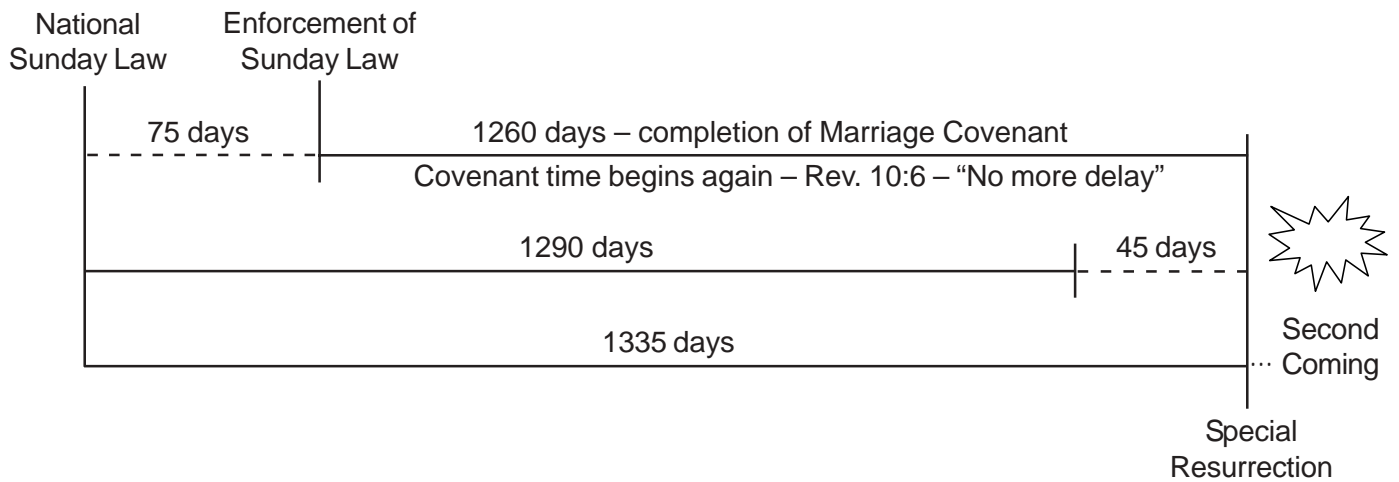 National
Sunday Law
Enforcement of
Sunday Law
75 days
1260 days – completion of Marriage Covenant
Covenant time begins again – Rev. 10:6 – “No more delay”
1290 days
45 days
1335 days
... Second
Coming
Special
Resurrection